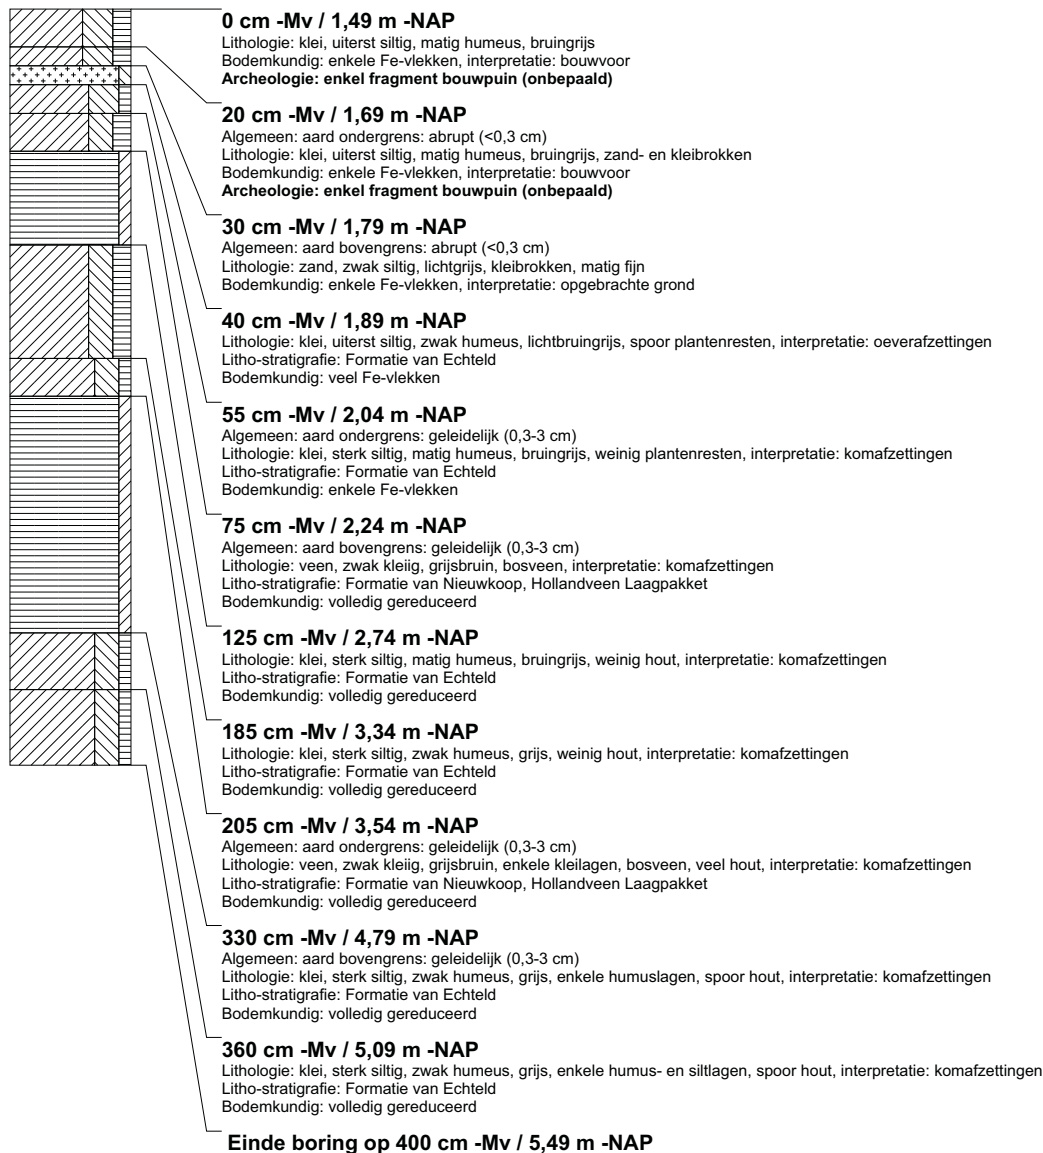 0 cm -Mv / 1,49 m -NAP
Lithologie: klei, uiterst siltig, matig humeus, bruingrijs
Bodemkundig: enkele Fe-vlekken, interpretatie: bouwvoor
Archeologie: enkel fragment bouwpuin (onbepaald)
20 cm -Mv / 1,69 m -NAP
Algemeen: aard ondergrens: abrupt (<0,3 cm)
Lithologie: klei, uiterst siltig, matig humeus, bruingrijs, zand- en kleibrokken
Bodemkundig: enkele Fe-vlekken, interpretatie: bouwvoor
Archeologie: enkel fragment bouwpuin (onbepaald)
30 cm -Mv / 1,79 m -NAP
Algemeen: aard bovengrens: abrupt (<0,3 cm)
Lithologie: zand, zwak siltig, lichtgrijs, kleibrokken, matig fijn
Bodemkundig: enkele Fe-vlekken, interpretatie: opgebrachte grond
40 cm -Mv / 1,89 m -NAP
Lithologie: klei, uiterst siltig, zwak humeus, lichtbruingrijs, spoor plantenresten, interpretatie: oeverafzettingen
Litho-stratigrafie: Formatie van Echteld
Bodemkundig: veel Fe-vlekken
55 cm -Mv / 2,04 m -NAP
Algemeen: aard ondergrens: geleidelijk (0,3-3 cm)
Lithologie: klei, sterk siltig, matig humeus, bruingrijs, weinig plantenresten, interpretatie: komafzettingen
Litho-stratigrafie: Formatie van Echteld
Bodemkundig: enkele Fe-vlekken
75 cm -Mv / 2,24 m -NAP
Algemeen: aard bovengrens: geleidelijk (0,3-3 cm)
Lithologie: veen, zwak kleiig, grijsbruin, bosveen, interpretatie: komafzettingen
Litho-stratigrafie: Formatie van Nieuwkoop, Hollandveen Laagpakket
Bodemkundig: volledig gereduceerd
125 cm -Mv / 2,74 m -NAP
Lithologie: klei, sterk siltig, matig humeus, bruingrijs, weinig hout, interpretatie: komafzettingen
Litho-stratigrafie: Formatie van Echteld
Bodemkundig: volledig gereduceerd
185 cm -Mv / 3,34 m -NAP
Lithologie: klei, sterk siltig, zwak humeus, grijs, weinig hout, interpretatie: komafzettingen
Litho-stratigrafie: Formatie van Echteld
Bodemkundig: volledig gereduceerd
205 cm -Mv / 3,54 m -NAP
Algemeen: aard ondergrens: geleidelijk (0,3-3 cm)
Lithologie: veen, zwak kleiig, grijsbruin, enkele kleilagen, bosveen, veel hout, interpretatie: komafzettingen
Litho-stratigrafie: Formatie van Nieuwkoop, Hollandveen Laagpakket
Bodemkundig: volledig gereduceerd
330 cm -Mv / 4,79 m -NAP
Algemeen: aard bovengrens: geleidelijk (0,3-3 cm)
Lithologie: klei, sterk siltig, zwak humeus, grijs, enkele humuslagen, spoor hout, interpretatie: komafzettingen
Litho-stratigrafie: Formatie van Echteld
Bodemkundig: volledig gereduceerd
360 cm -Mv / 5,09 m -NAP
Lithologie: klei, sterk siltig, zwak humeus, grijs, enkele humus- en siltlagen, spoor hout, interpretatie: komafzettingen
Litho-stratigrafie: Formatie van Echteld
Bodemkundig: volledig gereduceerd
Einde boring op 400 cm -Mv / 5,49 m -NAP